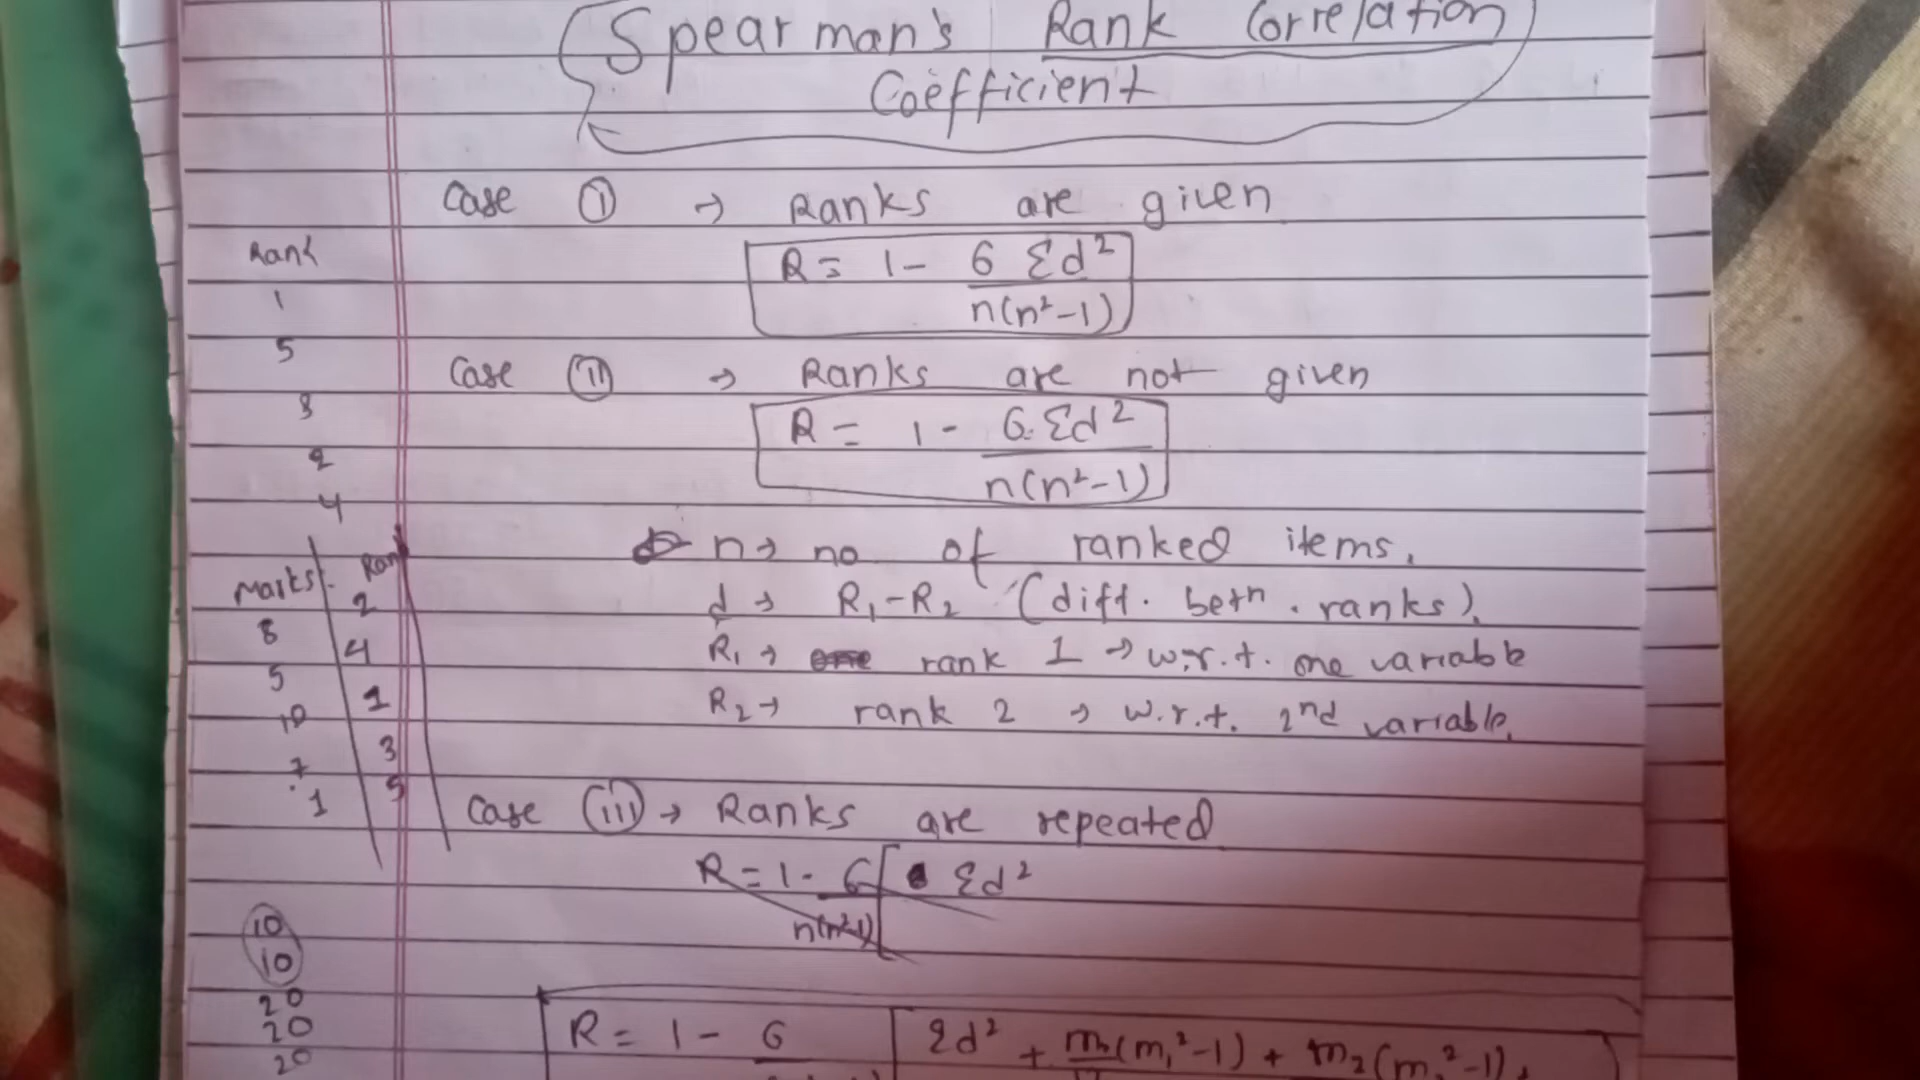 Spearman's Rank Correlation
Coefficient
Case (i) → Ranks are given
R = 1 - 6 Σd² / n(n²-1)
Case (ii) → Ranks are not given
R = 1 - 6 Σd² / n(n²-1)
n → no of ranked items.
d → R₁-R₂ (diff. betn. ranks).
R₁ → rank 1 → w.r.t. one variable
R₂ → rank 2 → w.r.t. 2nd variable.
Case (iii) → Ranks are repeated
R = 1 - 6 [ Σd²
n(n²-1)
R = 1 - 6 [ Σd² + m₁(m₁²-1) + m₂(m₂²-1)
Rank
1
5
3
2
4
Marks Rank
8 2
5 4
10 1
7 3
1 5
10
10
20
20
20